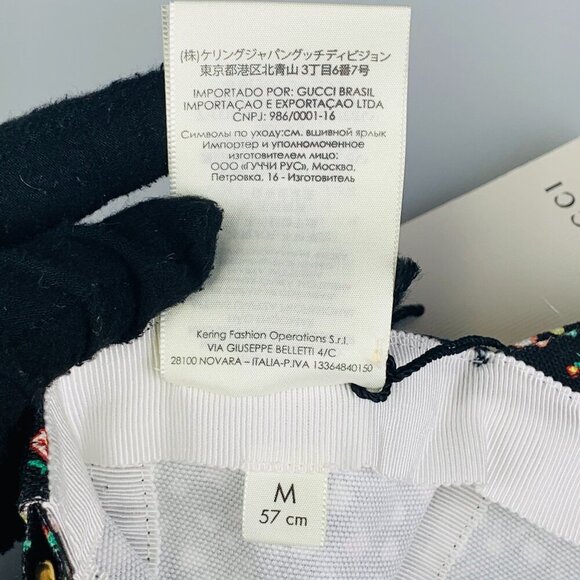 (株)ケリングジャパングッチディビジョン
東京都港区北青山 3丁目6番7号
IMPORTADO POR: GUCCI BRASIL
IMPORTAÇAO E EXPORTAÇAO LTDA
CNPJ: 986/0001-16
Символы по уходу:см. вшивной ярлык
Импортер и уполномоченное
изготовителем лицо:
ООО «ГУЧЧИ РУС», Москва,
Петровка, 16 - Изготовитель
Kering Fashion Operations S.r.l.
VIA GIUSEPPE BELLETTI 4/C
28100 NOVARA – ITALIA-P.IVA 13364840150
M
57 cm
CCI